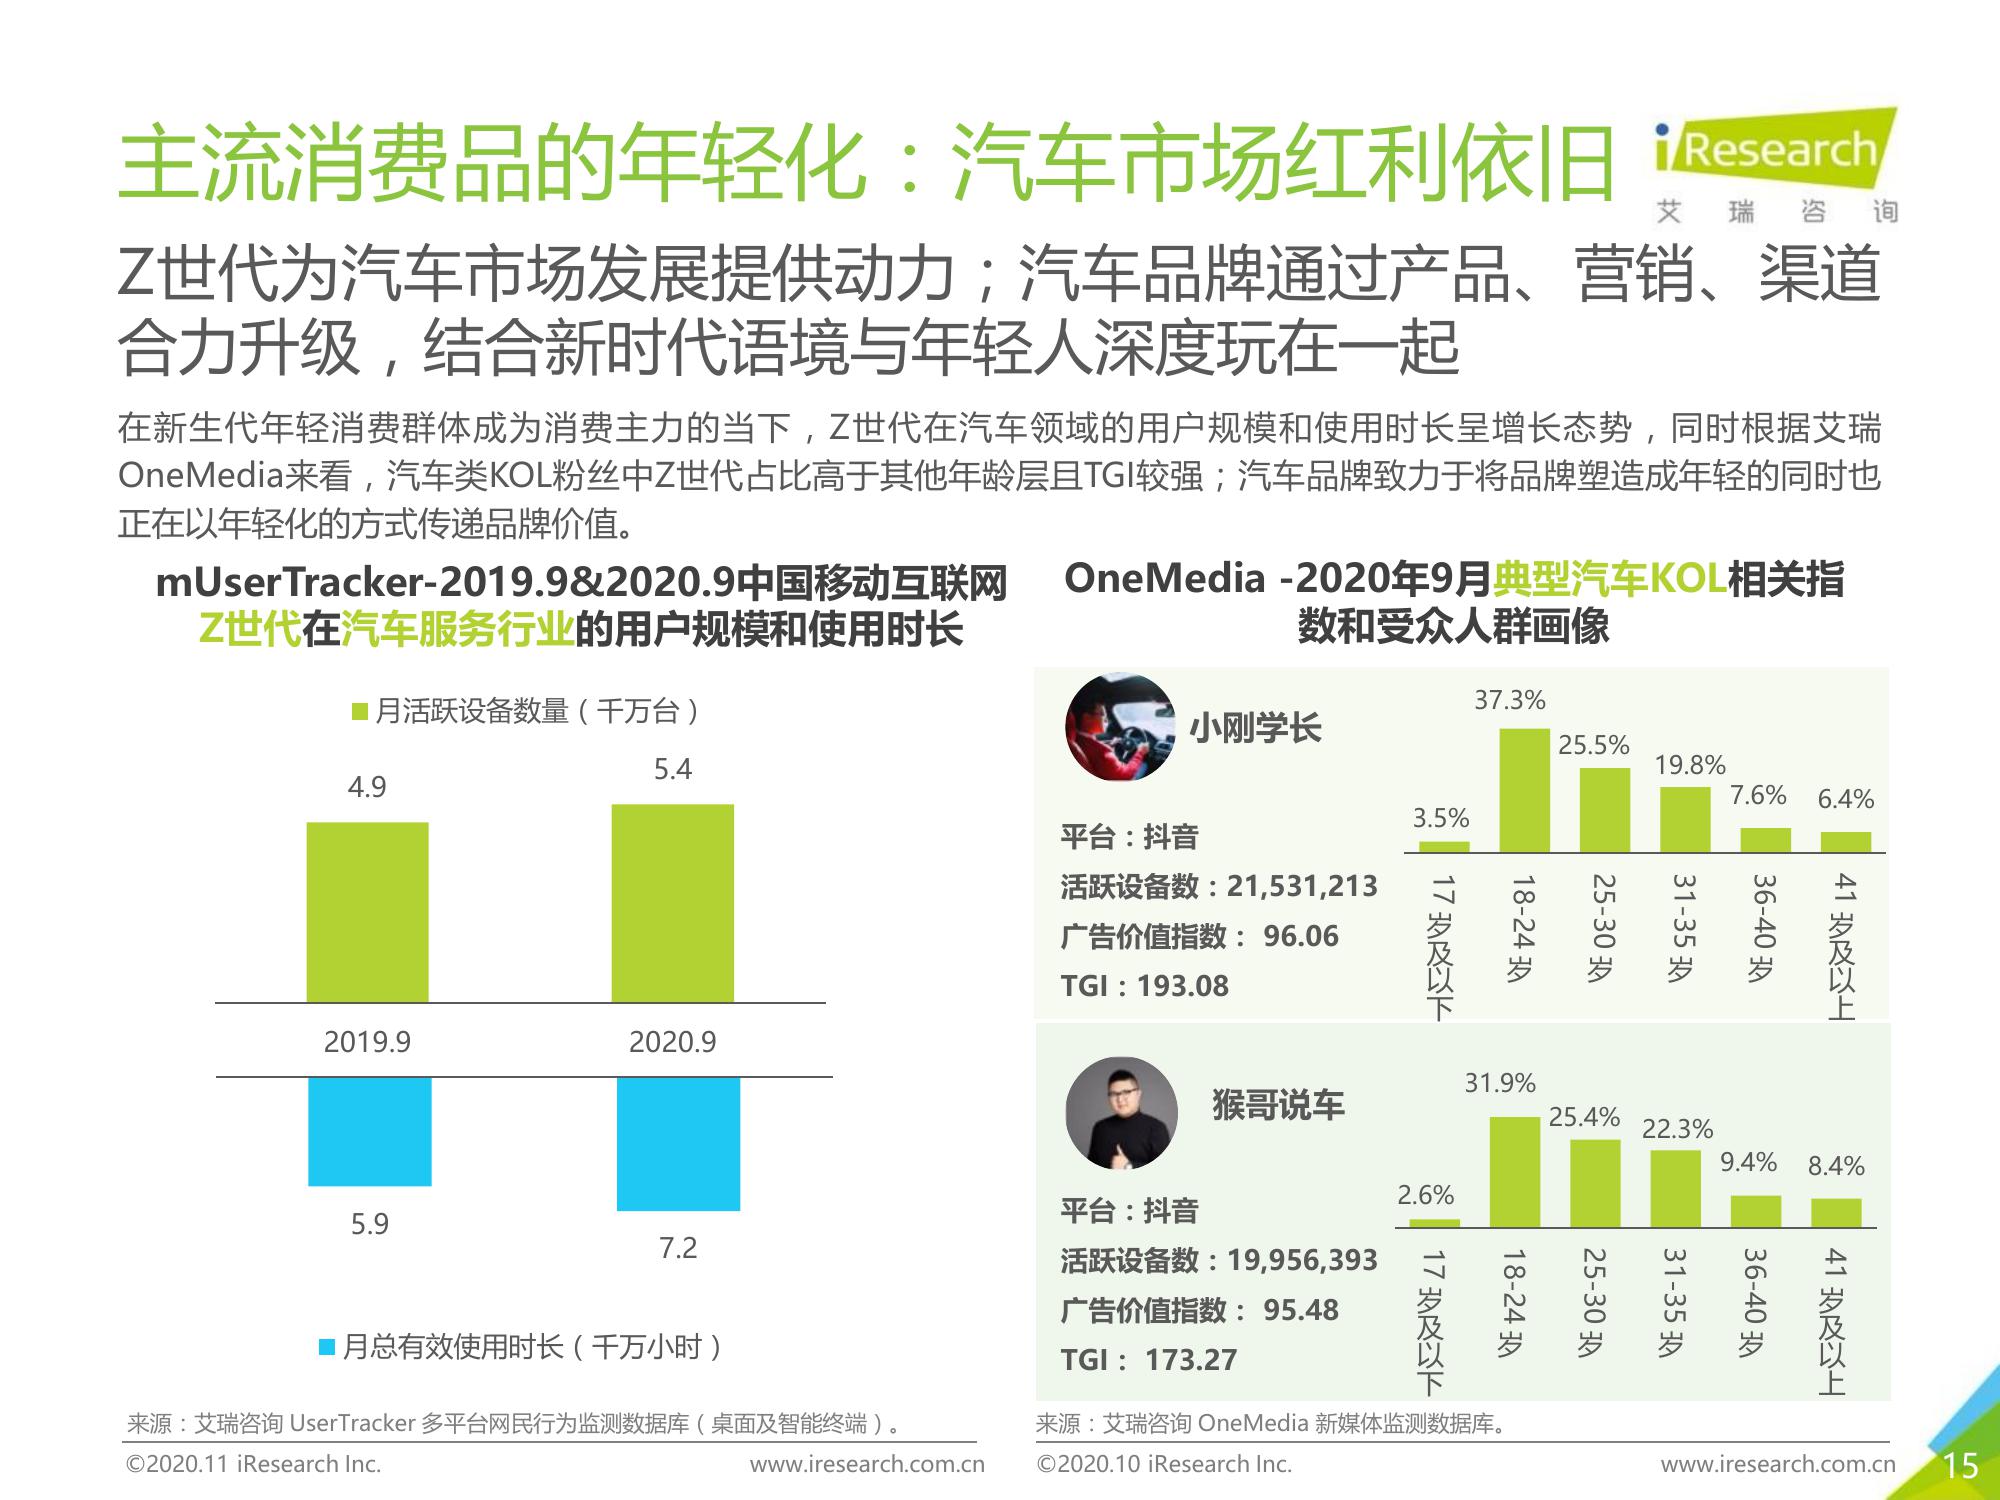 主流消费品的年轻化：汽车市场红利依旧
iResearch
艾瑞咨询
Z世代为汽车市场发展提供动力；汽车品牌通过产品、营销、渠道
合力升级，结合新时代语境与年轻人深度玩在一起
在新生代年轻消费群体成为消费主力的当下，Z世代在汽车领域的用户规模和使用时长呈增长态势，同时根据艾瑞
OneMedia来看，汽车类KOL粉丝中Z世代占比高于其他年龄层且TGI较强；汽车品牌致力于将品牌塑造成年轻的同时也
正在以年轻化的方式传递品牌价值。
mUserTracker-2019.9&2020.9中国移动互联网
Z世代在汽车服务行业的用户规模和使用时长
月活跃设备数量（千万台）
4.9
5.4
2019.9
2020.9
5.9
7.2
月总有效使用时长（千万小时）
来源：艾瑞咨询 UserTracker 多平台网民行为监测数据库（桌面及智能终端）。
©2020.11 iResearch Inc.
www.iresearch.com.cn
OneMedia -2020年9月典型汽车KOL相关指
数和受众人群画像
小刚学长
平台：抖音
活跃设备数：21,531,213
广告价值指数： 96.06
TGI：193.08
3.5%
37.3%
25.5%
19.8%
7.6%
6.4%
17岁及以下
18-24岁
25-30岁
31-35岁
36-40岁
41岁及以上
猴哥说车
平台：抖音
活跃设备数：19,956,393
广告价值指数： 95.48
TGI： 173.27
2.6%
31.9%
25.4%
22.3%
9.4%
8.4%
17岁及以下
18-24岁
25-30岁
31-35岁
36-40岁
41岁及以上
来源：艾瑞咨询 OneMedia 新媒体监测数据库。
©2020.10 iResearch Inc.
www.iresearch.com.cn
15